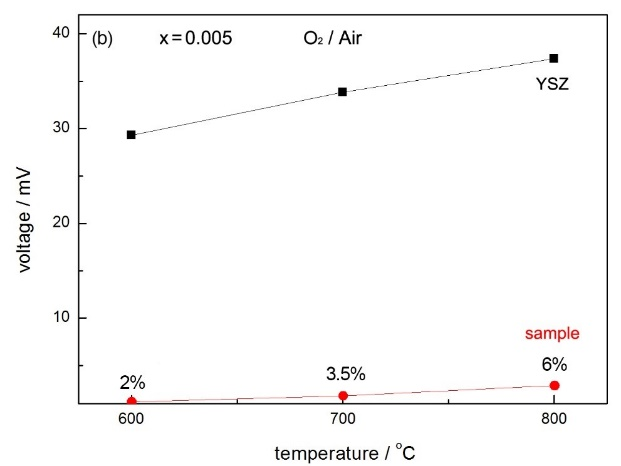 (b) x = 0.005 O₂ / Air
40
YSZ
30
20
voltage / mV
10
sample
2% 3.5% 6%
600 700 800
temperature / °C